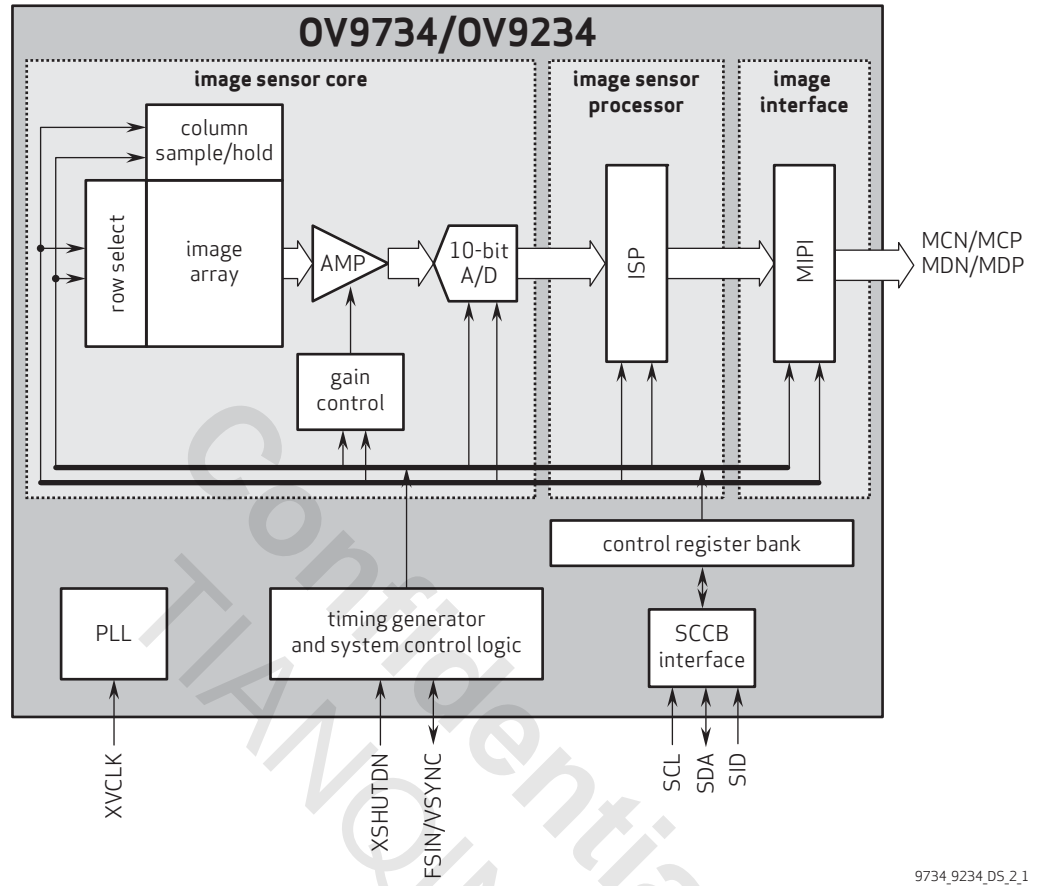 OV9734/OV9234
image sensor core
image sensor
processor
image
interface
column
sample/hold
row select
image
array
AMP
10-bit
A/D
ISP
MIPI
MCN/MCP
MDN/MDP
gain
control
control register bank
PLL
timing generator
and system control logic
SCCB
interface
XVCLK
XSHUTDN
FSIN/VSYNC
SCL
SDA
SID
Confidential
9734_9234_DS_2_1